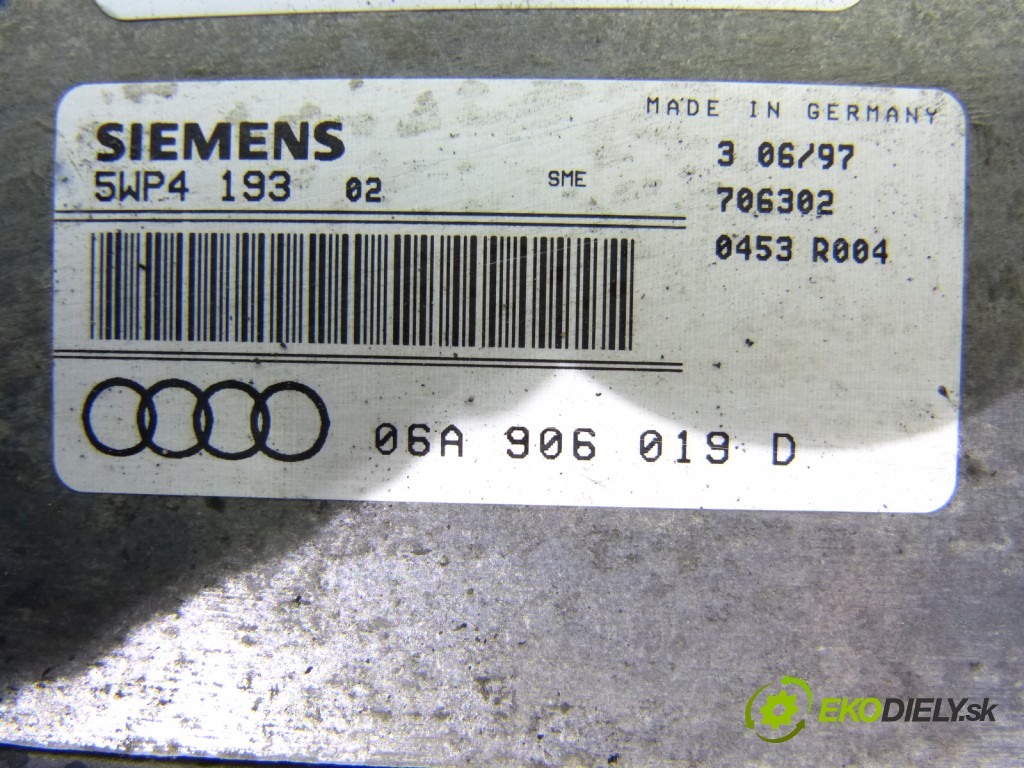 MADE IN GERMANY
SIEMENS
5WP4 193 02 SME
3 06/97
706302
0453 R004
06A 906 019 D
EKODIELY.sk